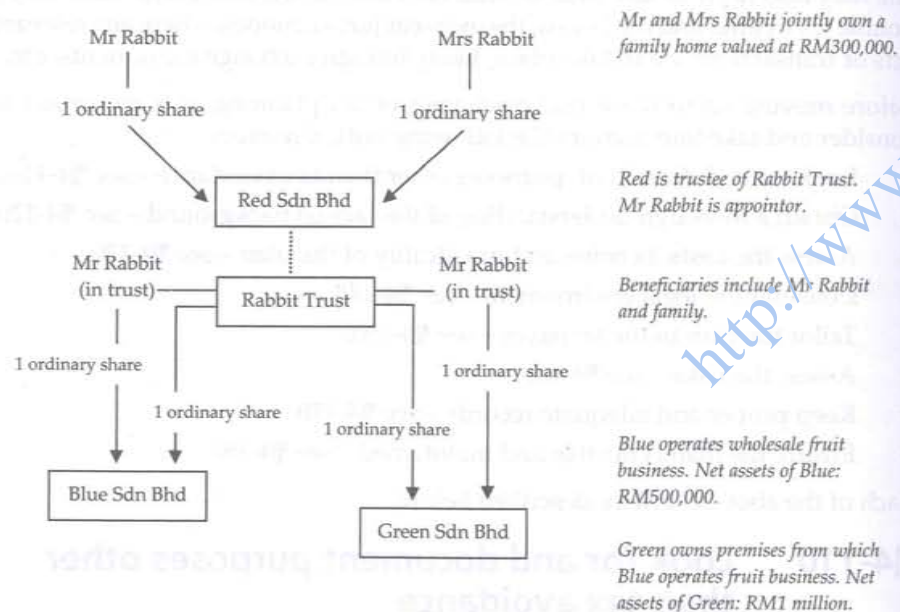 Mr Rabbit
Mrs Rabbit
Mr and Mrs Rabbit jointly own a
family home valued at RM300,000.
1 ordinary share
1 ordinary share
Red Sdn Bhd
Red is trustee of Rabbit Trust.
Mr Rabbit is appointor.
Mr Rabbit
(in trust)
Rabbit Trust
Mr Rabbit
(in trust)
Beneficiaries include Mr Rabbit
and family.
http://www
1 ordinary share
1 ordinary share
1 ordinary share
1 ordinary share
Blue operates wholesale fruit
business. Net assets of Blue:
RM500,000.
Blue Sdn Bhd
Green Sdn Bhd
Green owns premises from which
Blue operates fruit business. Net
assets of Green: RM1 million.